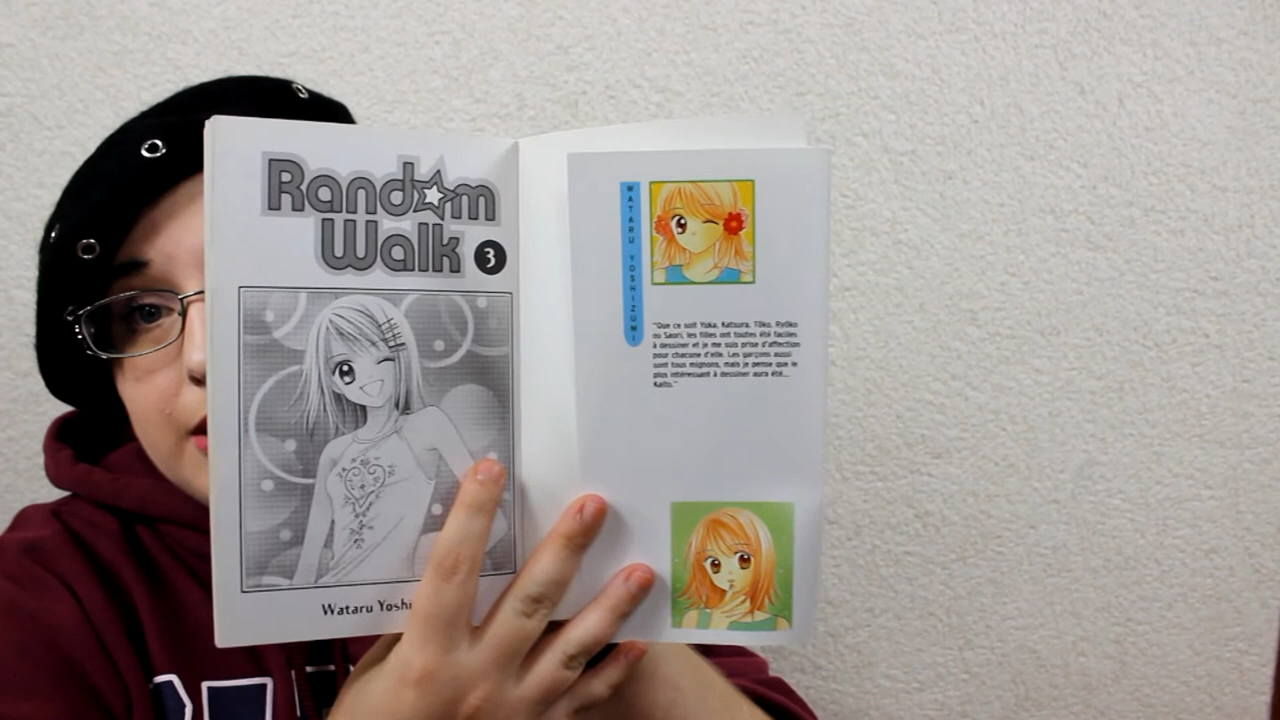 Random
Walk 3
Wataru Yoshi
WATARU YOSHIZUMI
"Que ce soit Yuka, Katsura, Tôko, Ryôko
ou Saori, les filles ont toutes été faciles
à dessiner et je me suis prise d'affection
pour chacune d'elle. Les garçons aussi
sont tous mignons, mais je pense que le
plus intéressant à dessiner aura été...
Kaito."